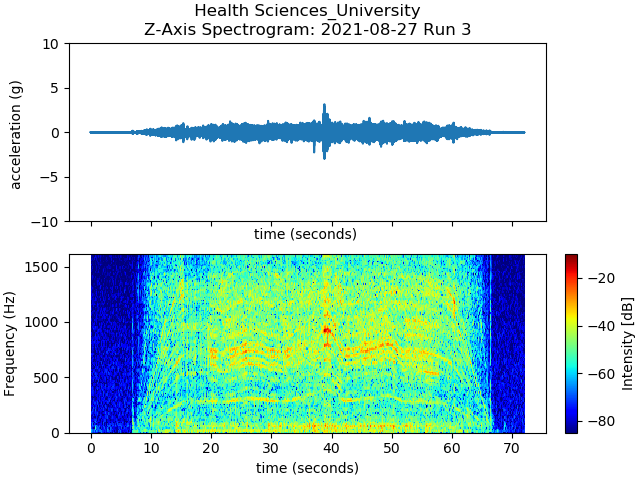 Health Sciences_University
Z-Axis Spectrogram: 2021-08-27 Run 3
10
5
0
−5
−10
acceleration (g)
time (seconds)
1500
1000
500
0
Frequency (Hz)
0 10 20 30 40 50 60 70
time (seconds)
−20
−40
−60
−80
Intensity [dB]